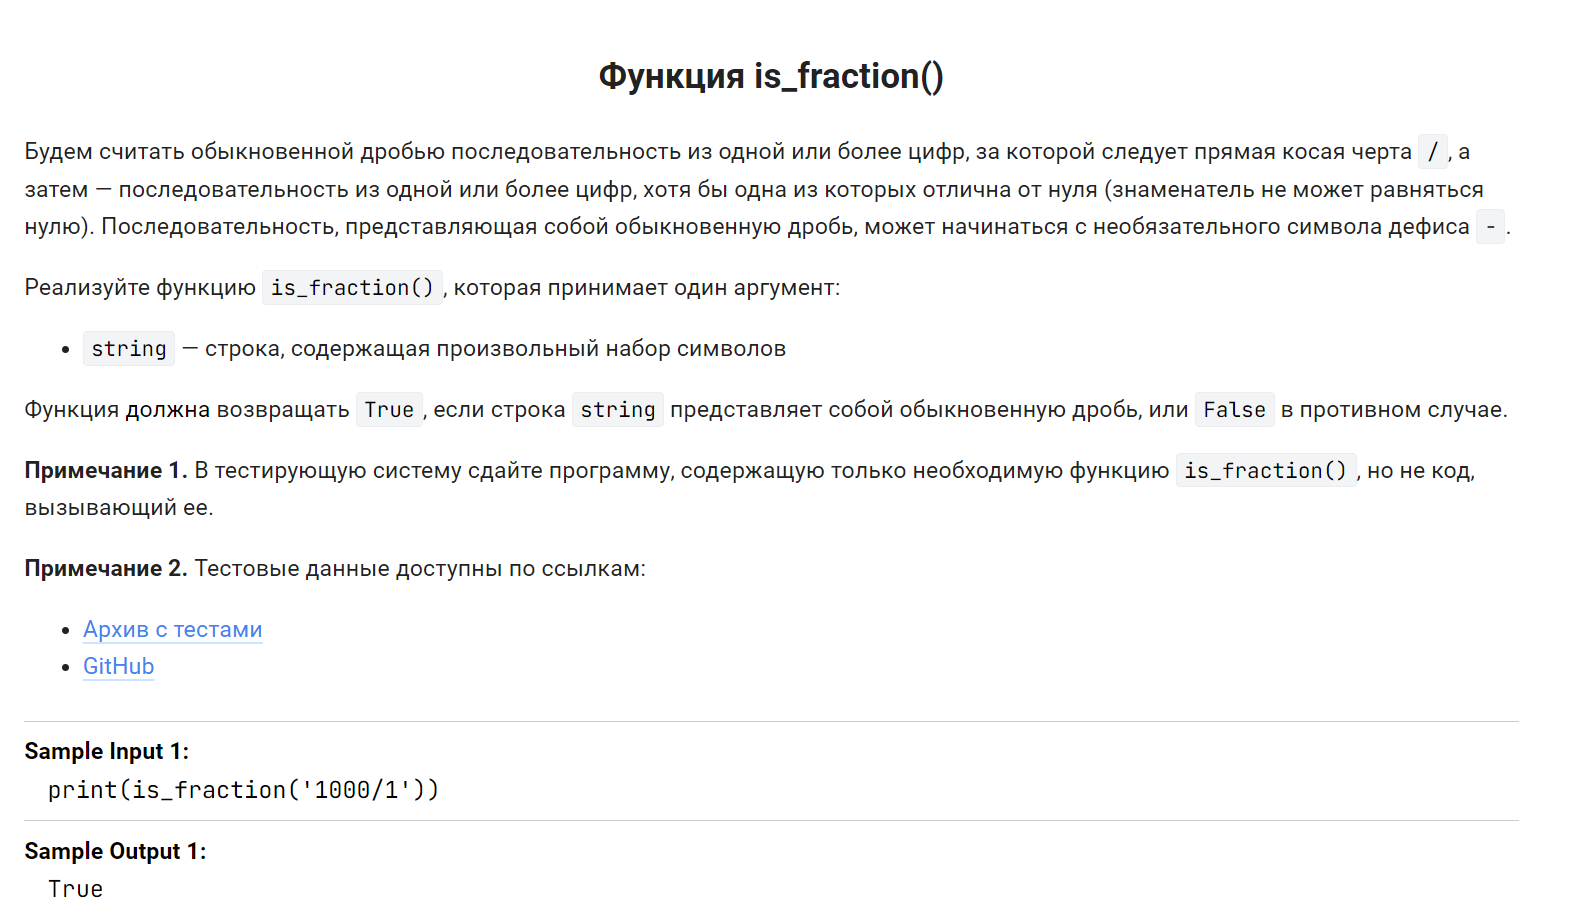 Функция is_fraction()
Будем считать обыкновенной дробью последовательность из одной или более цифр, за которой следует прямая косая черта /, а
затем — последовательность из одной или более цифр, хотя бы одна из которых отлична от нуля (знаменатель не может равняться
нулю). Последовательность, представляющая собой обыкновенную дробь, может начинаться с необязательного символа дефиса -.
Реализуйте функцию is_fraction(), которая принимает один аргумент:
• string — строка, содержащая произвольный набор символов
Функция должна возвращать True, если строка string представляет собой обыкновенную дробь, или False в противном случае.
Примечание 1. В тестирующую систему сдайте программу, содержащую только необходимую функцию is_fraction(), но не код,
вызывающий ее.
Примечание 2. Тестовые данные доступны по ссылкам:
• Архив с тестами
• GitHub
Sample Input 1:
print(is_fraction('1000/1'))
Sample Output 1:
True